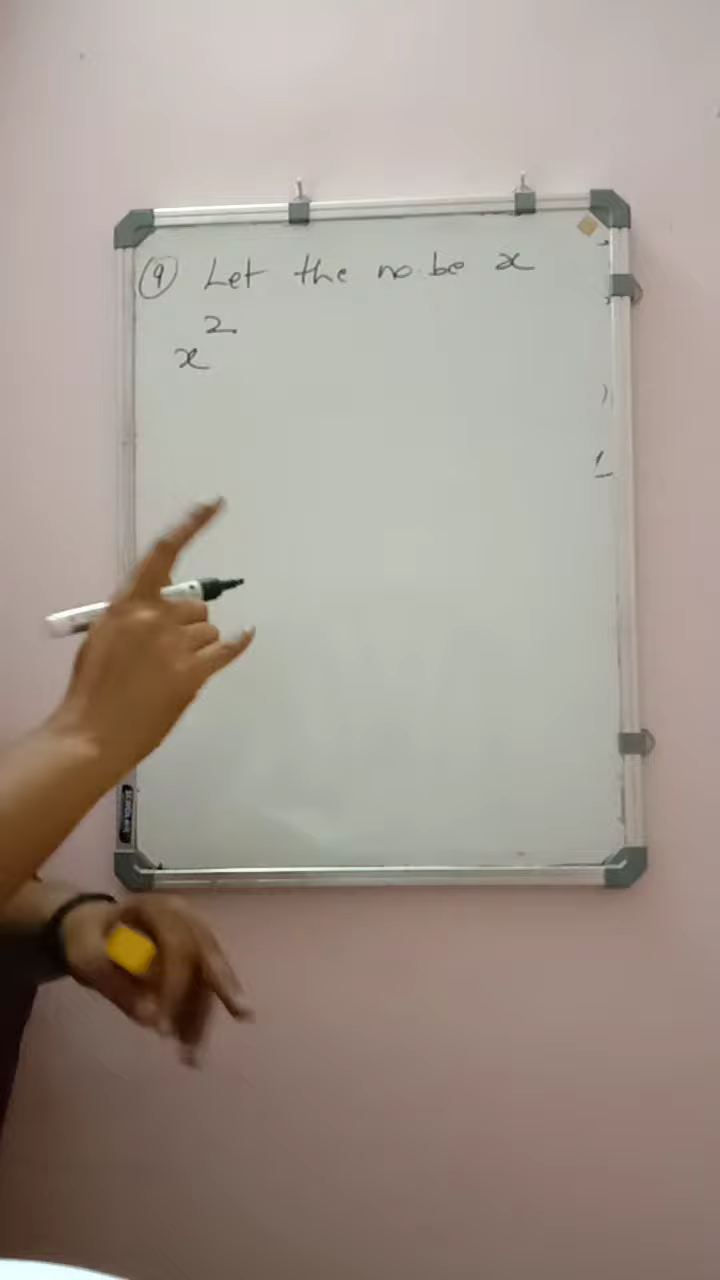 ⑨ Let the no. be x
x²